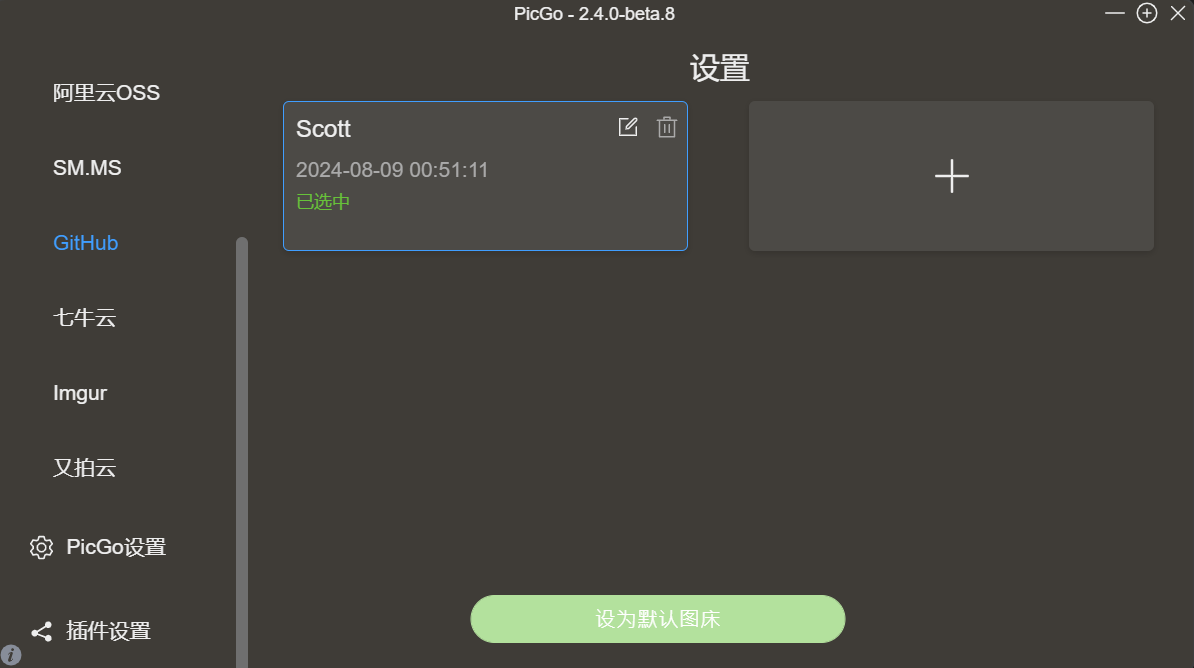 PicGo - 2.4.0-beta.8
阿里云OSS
SM.MS
GitHub
七牛云
Imgur
又拍云
PicGo设置
插件设置
设置
Scott
2024-08-09 00:51:11
已选中
设为默认图床